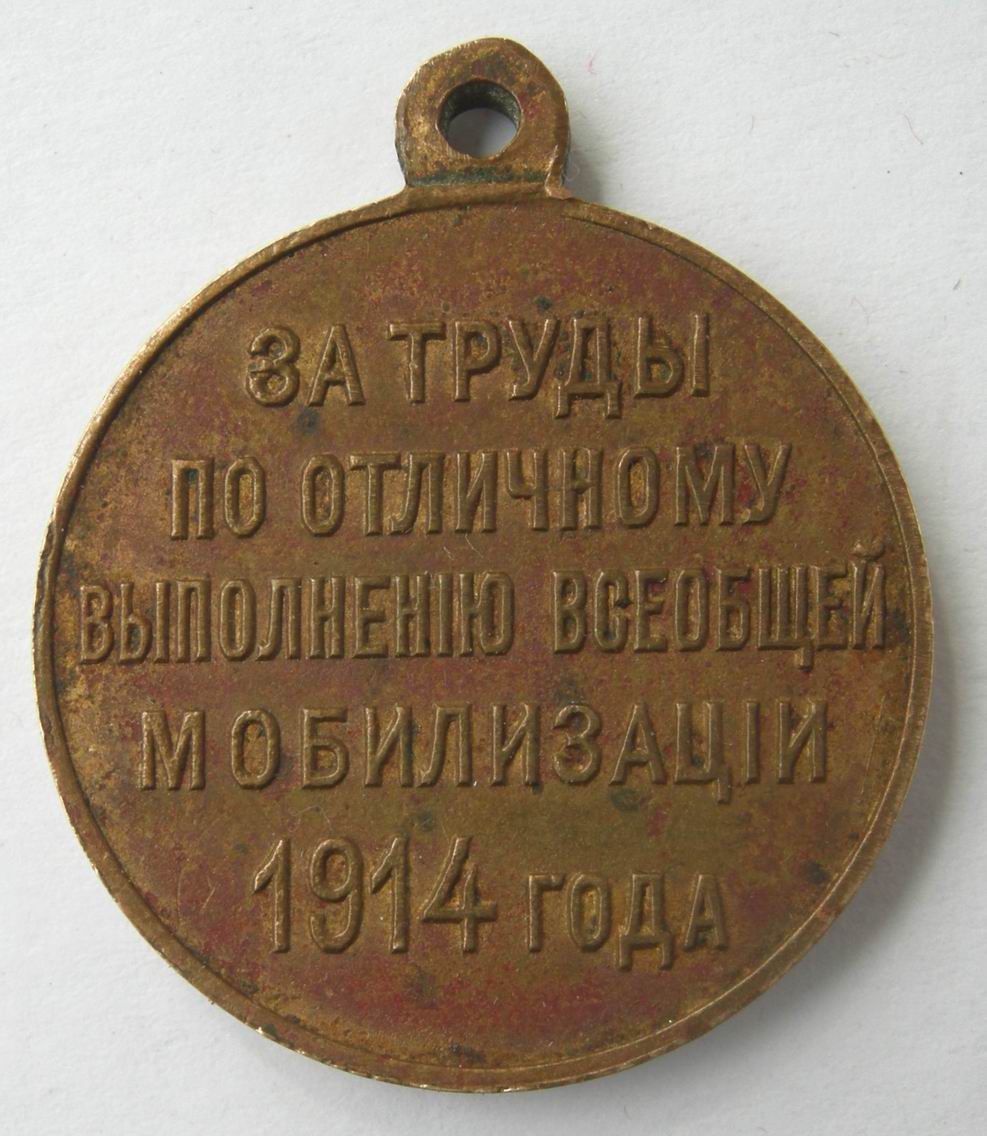 ЗА ТРУДЫ
ПО ОТЛИЧНОМУ
ВЫПОЛНЕНІЮ ВСЕОБЩЕЙ
МОБИЛИЗАЦІИ
1914 ГОДА